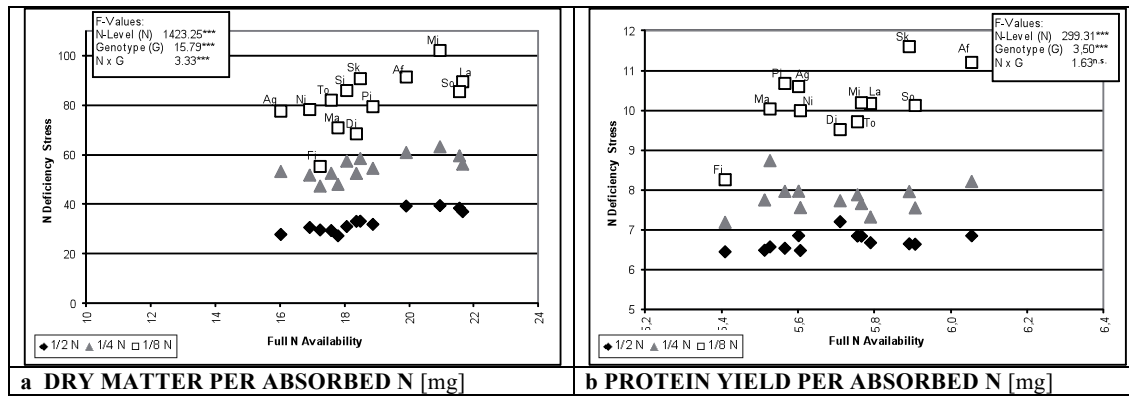 F-Values:
N-Level (N) 1423.25***
Genotype (G) 15.79***
N x G 3.33***
N Deficiency Stress
100
80
60
40
20
0
Mi
Sk
Af
La
So
Si
To
Pi
Ag
Ni
Ma
Di
Fi
10
12
14
16
18
20
22
24
Full N Availability
1/2 N 1/4 N 1/8 N
a DRY MATTER PER ABSORBED N [mg]
F-Values:
N-Level (N) 299.31***
Genotype (G) 3,50***
N x G 1.63n.s.
N Deficiency Stress
12
11
10
9
8
7
6
5
Sk
Af
Pi
Ag
Ma
Ni
Mi
La
So
Di
To
Fi
5,2
5,4
5,6
5,8
6,0
6,2
6,4
Full N Availability
1/2 N 1/4 N 1/8 N
b PROTEIN YIELD PER ABSORBED N [mg]